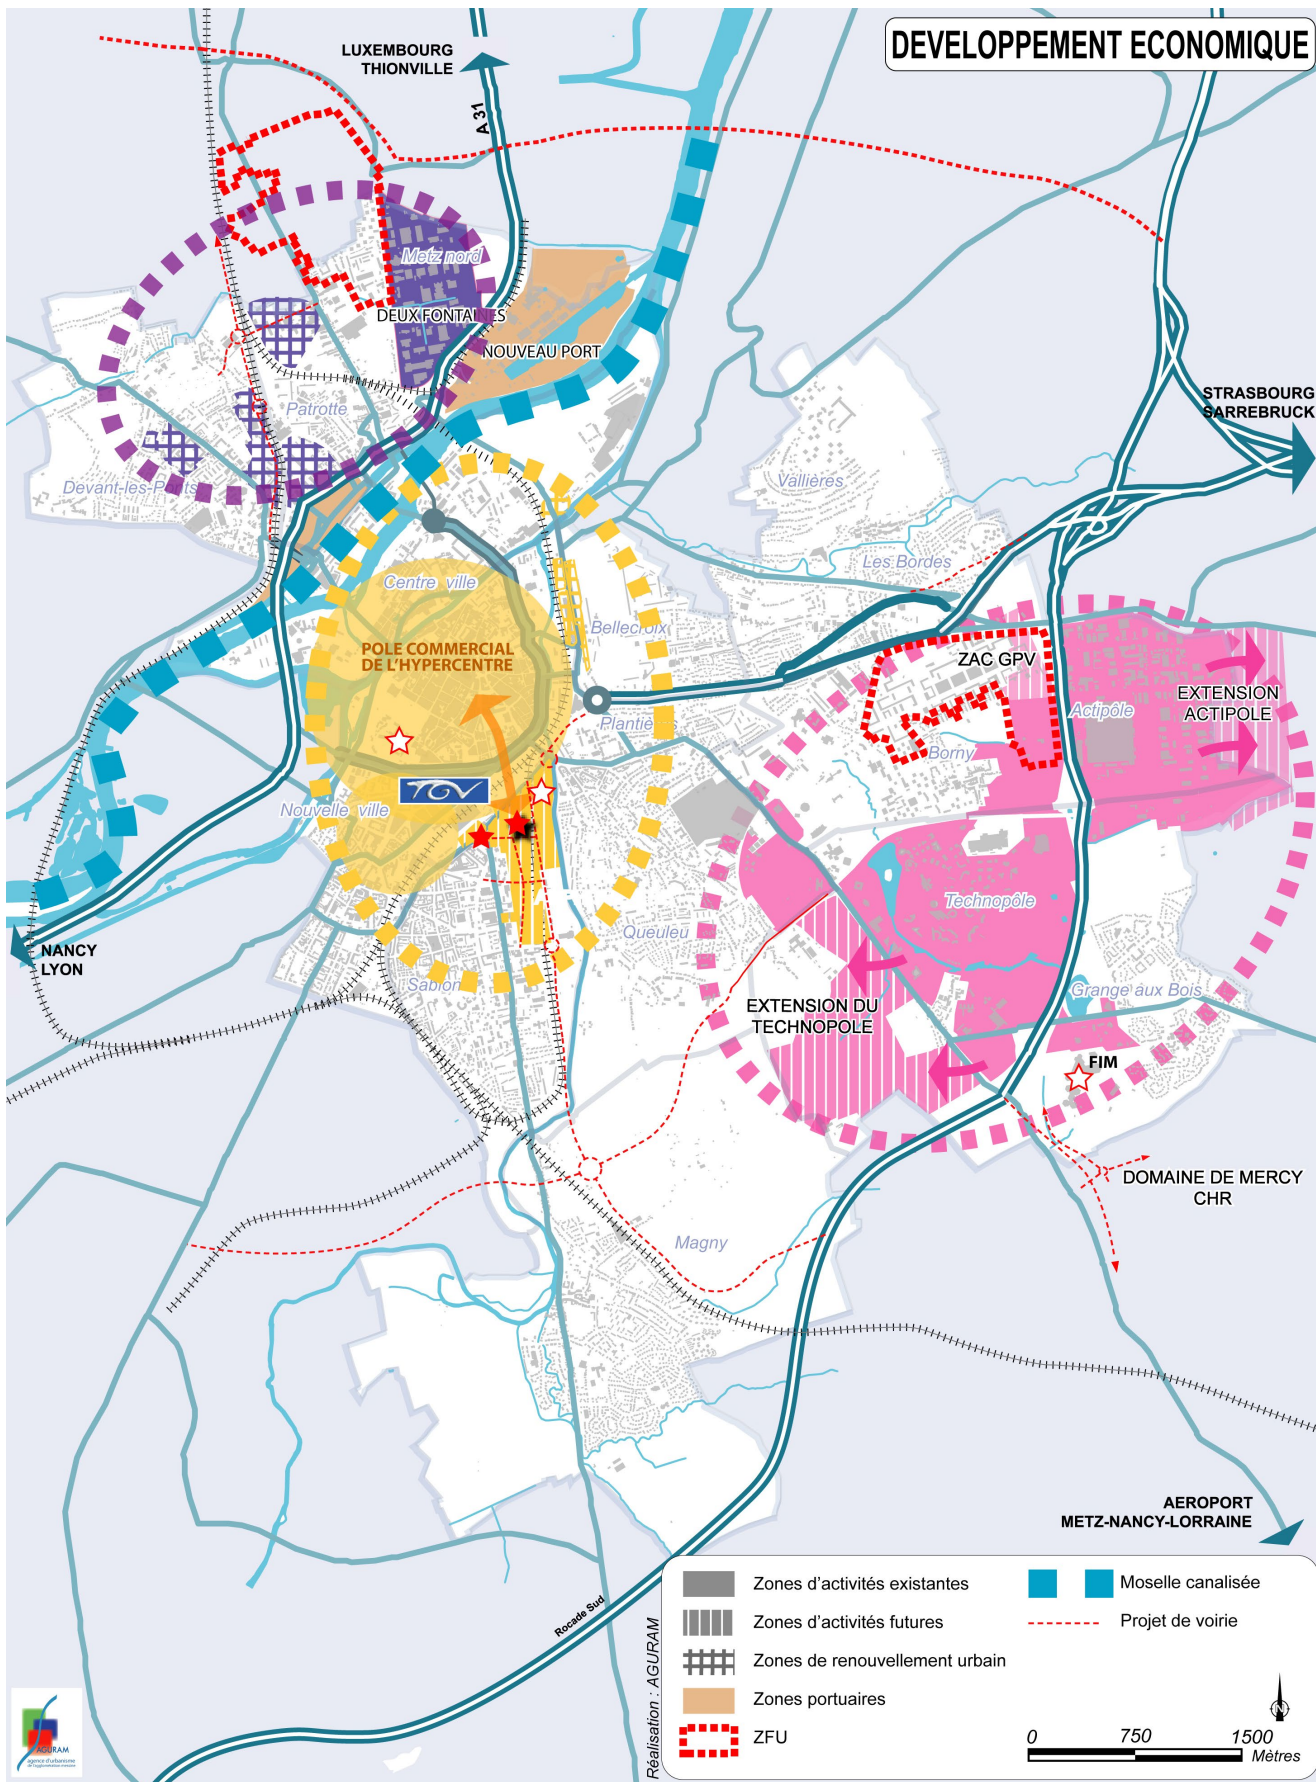 DEVELOPPEMENT ECONOMIQUE
LUXEMBOURG
THIONVILLE
A 31
Metz nord
DEUX FONTAINES
NOUVEAU PORT
Patrotte
Devant-les-Ponts
STRASBOURG
SARREBRUCK
Vallières
Les Bordes
Centre ville
Bellecroix
POLE COMMERCIAL
DE L'HYPERCENTRE
ZAC GPV
EXTENSION
ACTIPOLE
Actipôle
Plantières
Borny
TGV
Nouvelle ville
Technopôle
Queuleu
NANCY
LYON
Sablon
Grange aux Bois
EXTENSION DU
TECHNOPOLE
FIM
DOMAINE DE MERCY
CHR
Magny
AEROPORT
METZ-NANCY-LORRAINE
Rocade Sud
Réalisation : AGURAM
Zones d'activités existantes
Zones d'activités futures
Zones de renouvellement urbain
Zones portuaires
ZFU
Moselle canalisée
Projet de voirie
N
0 750 1500
Mètres
AGURAM
agence d'urbanisme